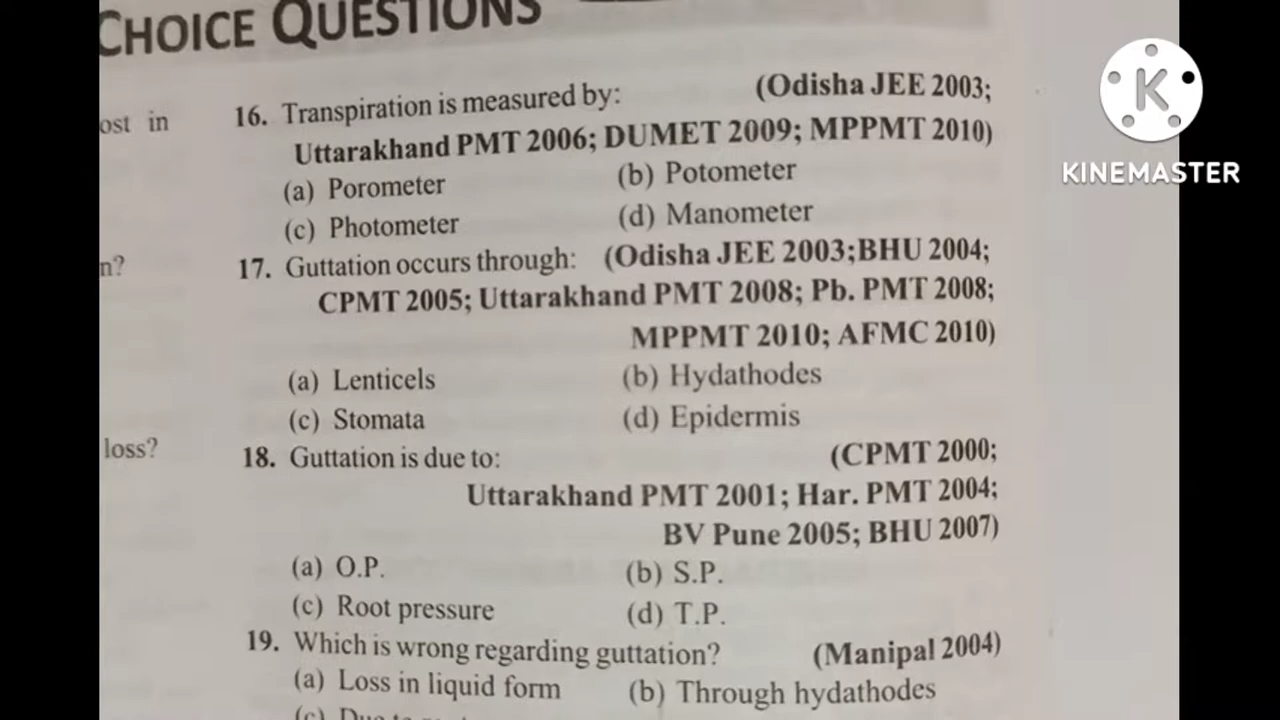 CHOICE QUESTIONS
ost in
n?
loss?
16. Transpiration is measured by: (Odisha JEE 2003;
Uttarakhand PMT 2006; DUMET 2009; MPPMT 2010)
(a) Porometer (b) Potometer
(c) Photometer (d) Manometer
17. Guttation occurs through: (Odisha JEE 2003;BHU 2004;
CPMT 2005; Uttarakhand PMT 2008; Pb. PMT 2008;
MPPMT 2010; AFMC 2010)
(a) Lenticels (b) Hydathodes
(c) Stomata (d) Epidermis
18. Guttation is due to: (CPMT 2000;
Uttarakhand PMT 2001; Har. PMT 2004;
BV Pune 2005; BHU 2007)
(a) O.P. (b) S.P.
(c) Root pressure (d) T.P.
19. Which is wrong regarding guttation? (Manipal 2004)
(a) Loss in liquid form (b) Through hydathodes
(c)
K
KINEMASTER